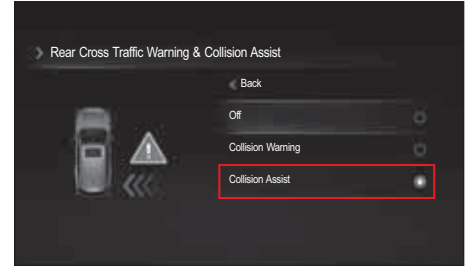 Rear Cross Traffic Warning & Collision Assist
Back
Off
Collision Warning
Collision Assist